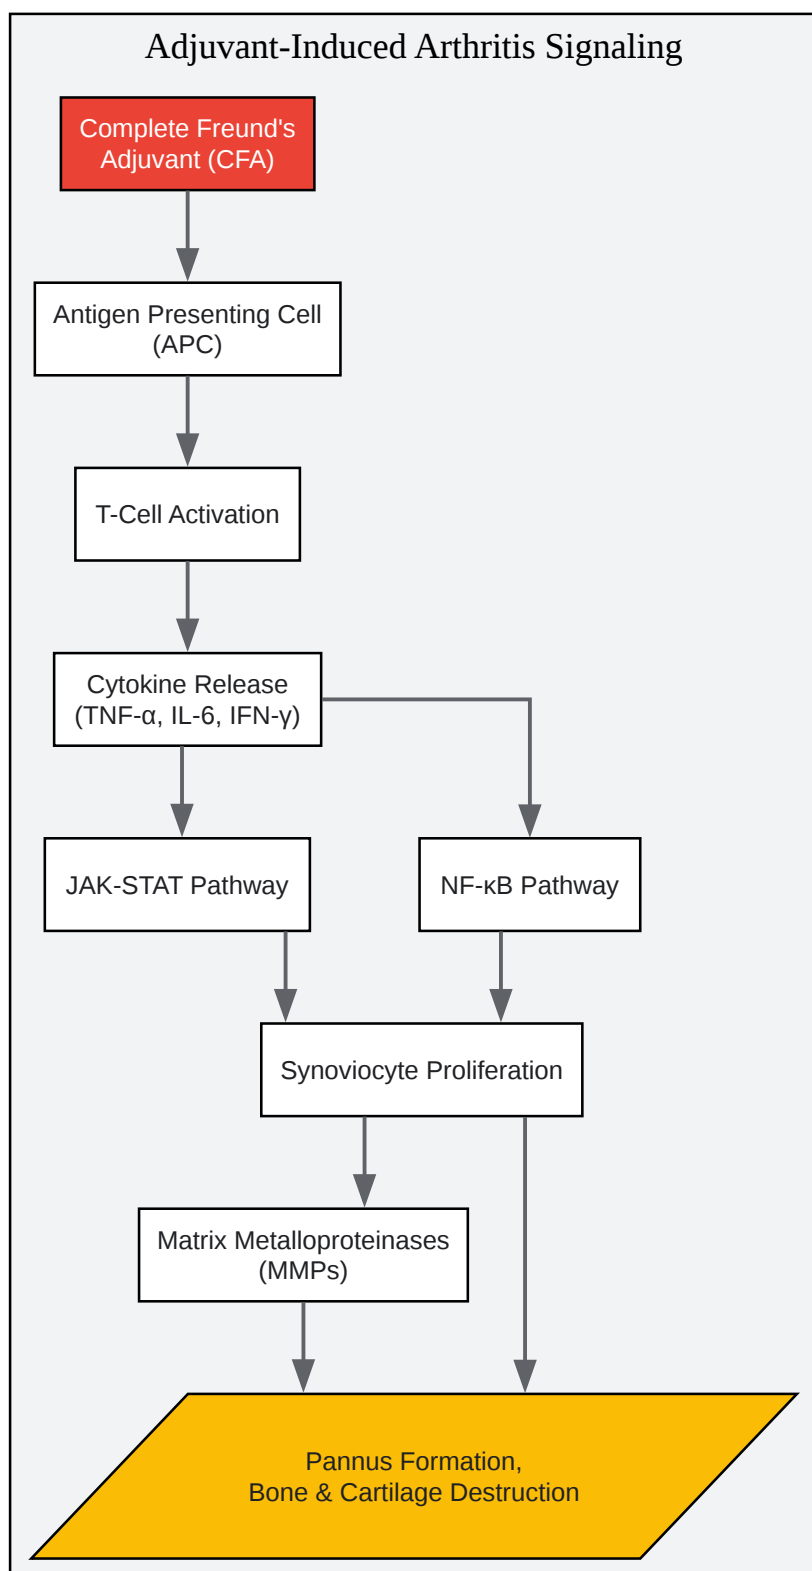 Adjuvant-Induced Arthritis Signaling
Complete Freund's
Adjuvant (CFA)
Antigen Presenting Cell
(APC)
T-Cell Activation
Cytokine Release
(TNF-α, IL-6, IFN-γ)
JAK-STAT Pathway
NF-κB Pathway
Synoviocyte Proliferation
Matrix Metalloproteinases
(MMPs)
Pannus Formation,
Bone & Cartilage Destruction